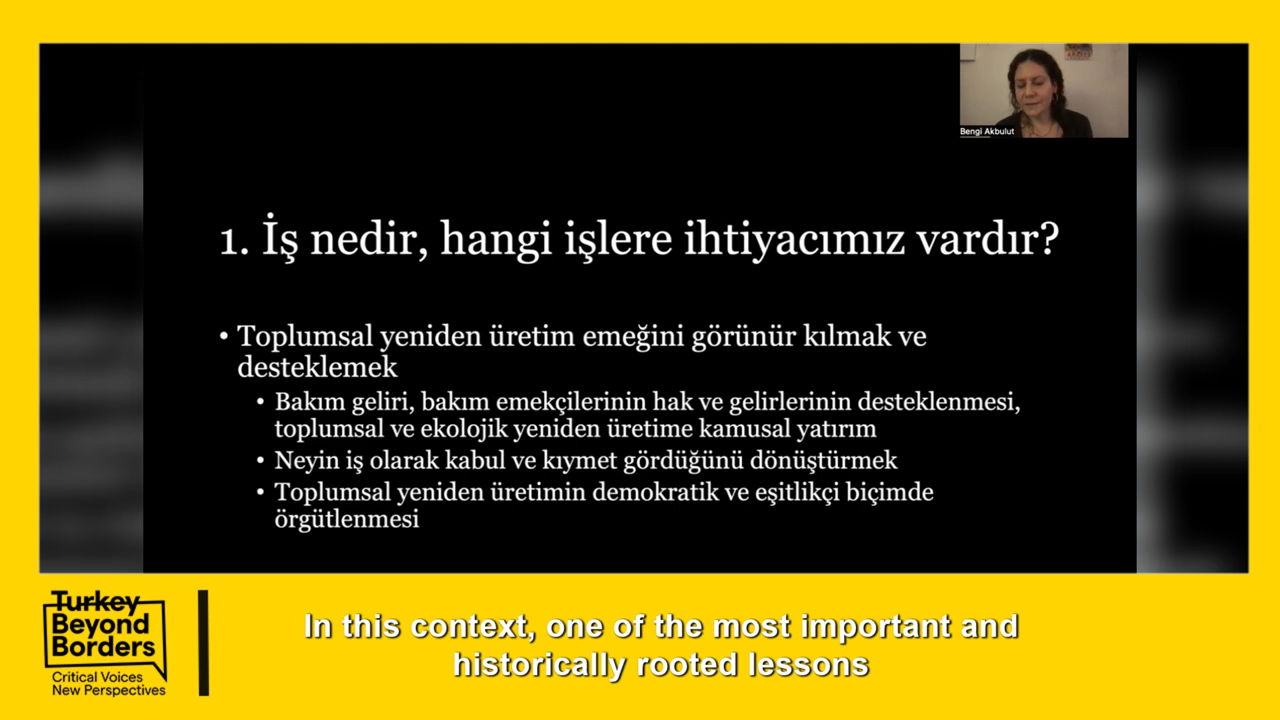 Bengi Akbulut
1. İş nedir, hangi işlere ihtiyacımız vardır?
• Toplumsal yeniden üretim emeğini görünür kılmak ve
desteklemek
• Bakım geliri, bakım emekçilerinin hak ve gelirlerinin desteklenmesi,
toplumsal ve ekolojik yeniden üretime kamusal yatırım
• Neyin iş olarak kabul ve kıymet gördüğünü dönüştürmek
• Toplumsal yeniden üretimin demokratik ve eşitlikçi biçimde
örgütlenmesi
Turkey
Beyond
Borders
Critical Voices
New Perspectives
In this context, one of the most important and
historically rooted lessons